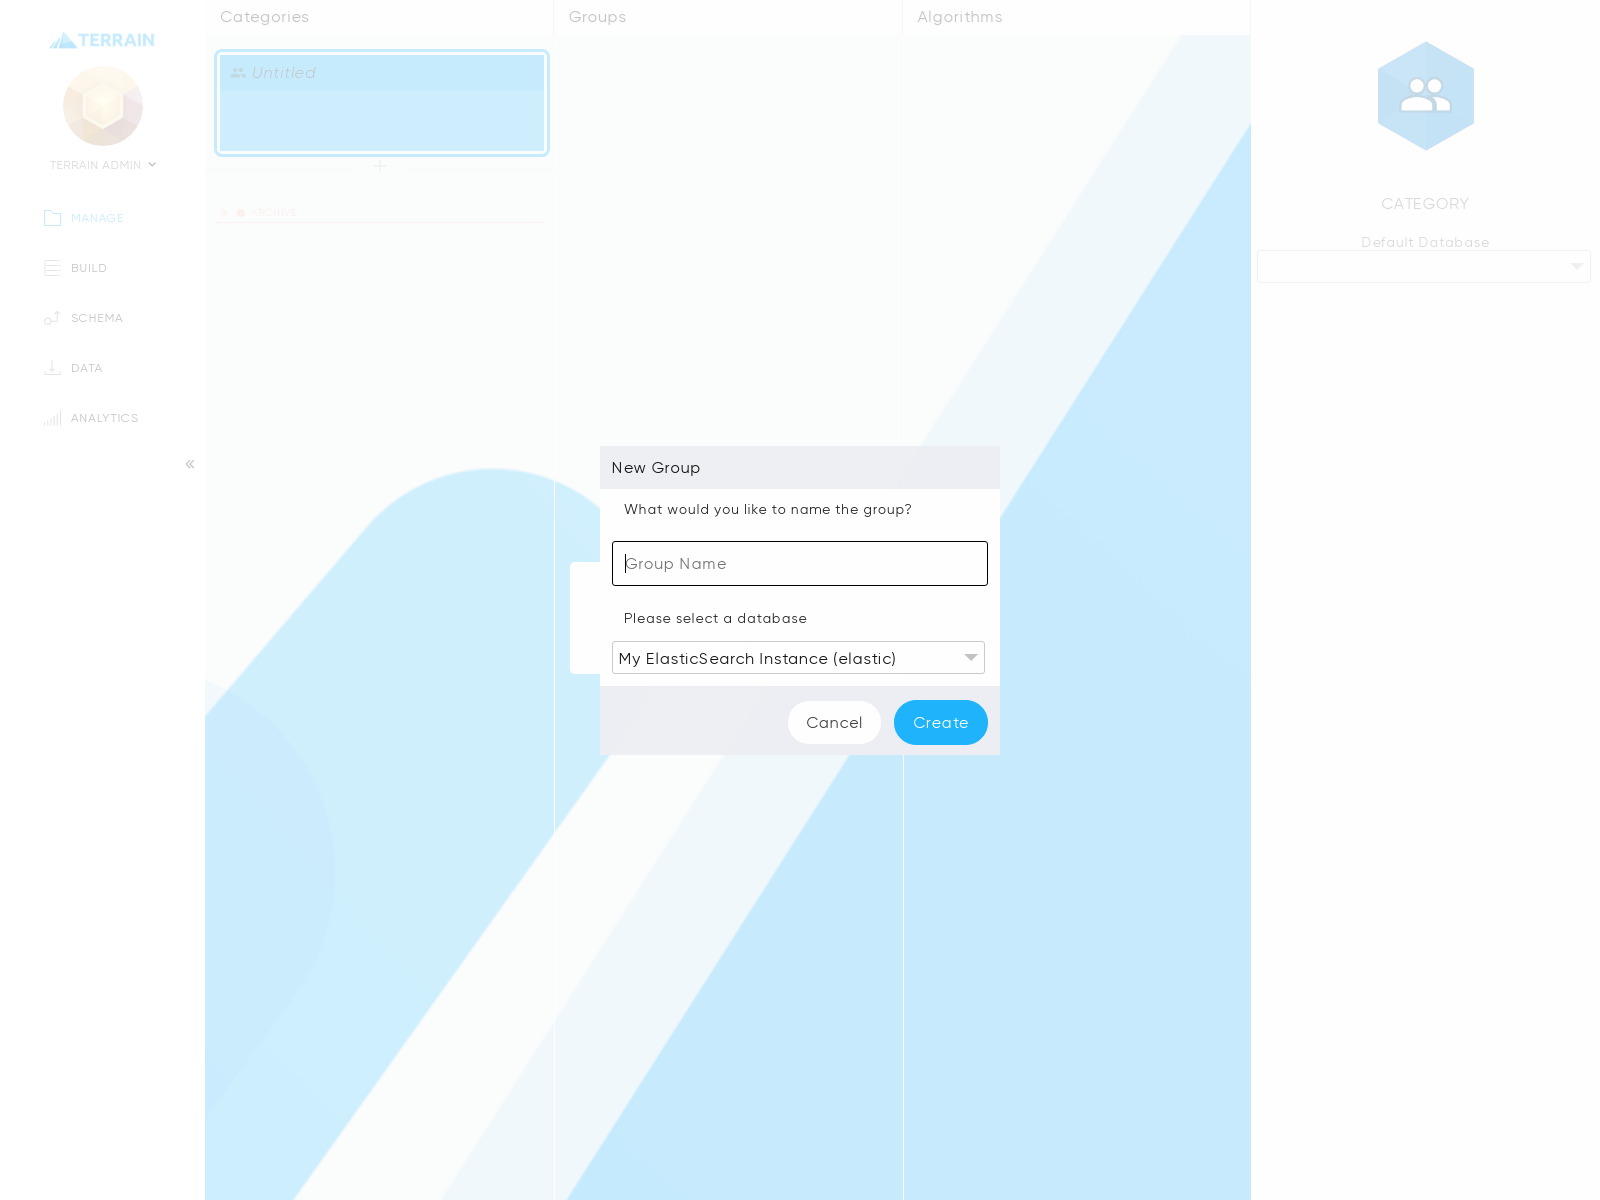 TERRAIN
TERRAIN ADMIN
MANAGE
BUILD
SCHEMA
DATA
ANALYTICS
Categories
Groups
Algorithms
Untitled
ARCHIVE
New Group
What would you like to name the group?
Group Name
Please select a database
My ElasticSearch Instance (elastic)
Cancel
Create
CATEGORY
Default Database